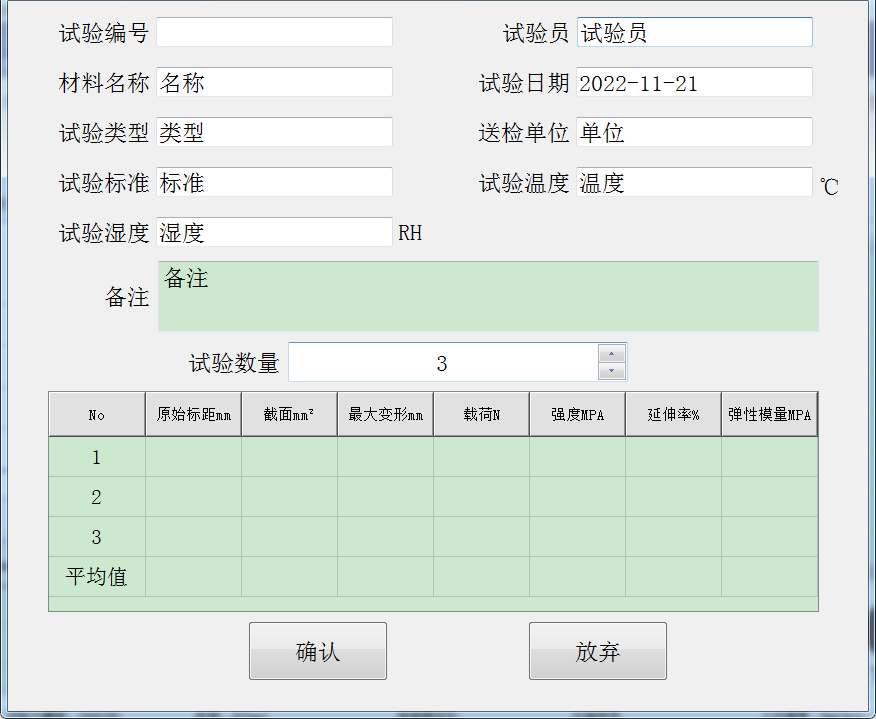 试验编号 试验员 试验员
材料名称 名称 试验日期 2022-11-21
试验类型 类型 送检单位 单位
试验标准 标准 试验温度 温度 ℃
试验湿度 湿度 RH
备注 备注
试验数量 3
No 原始标距mm 截面mm² 最大变形mm 载荷N 强度MPA 延伸率% 弹性模量MPA
1
2
3
平均值
确认 放弃